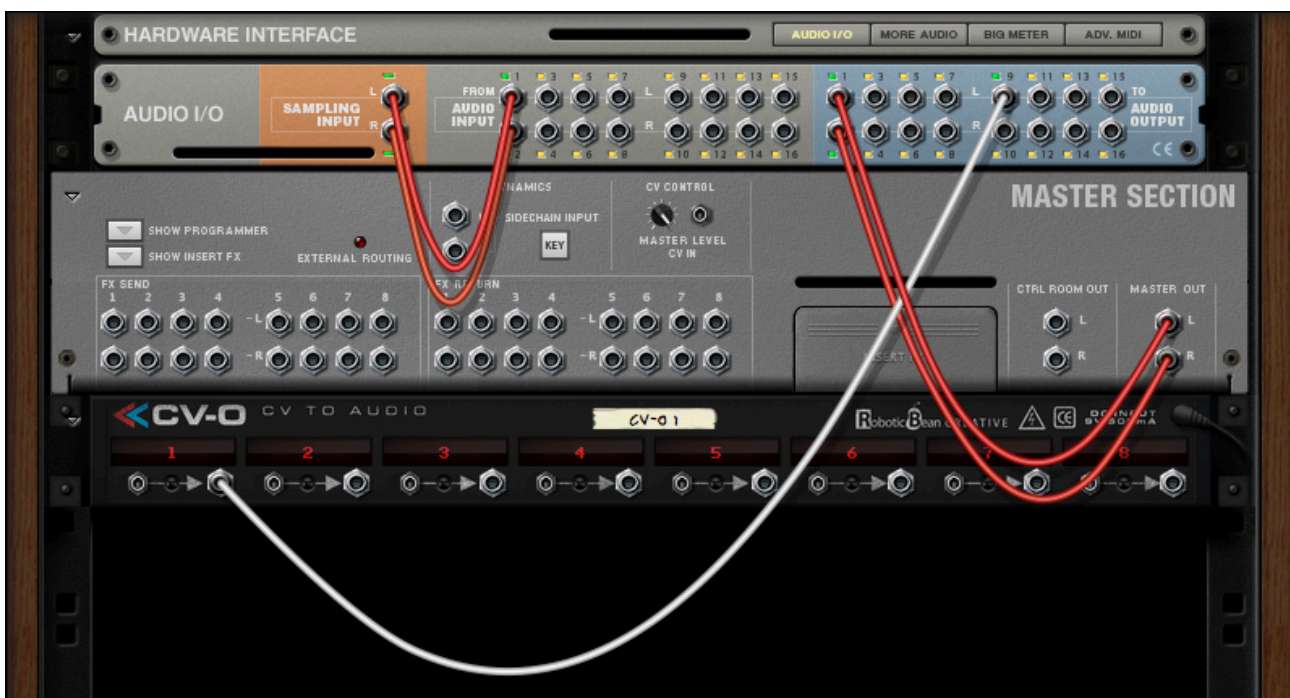 HARDWARE INTERFACE
AUDIO I/O MORE AUDIO BIG METER ADV. MIDI
AUDIO I/O
SAMPLING INPUT
L
R
FROM AUDIO INPUT
1 3 5 7 L 9 11 13 15
2 4 6 8 R 10 12 14 16
1 3 5 7 L 9 11 13 15
4 6 8 R 10 12 14 16
TO AUDIO OUTPUT
CE
MASTER SECTION
SHOW PROGRAMMER
SHOW INSERT FX
EXTERNAL ROUTING
SIDECHAIN INPUT
KEY
CV CONTROL
MASTER LEVEL
CV IN
FX SEND
1 2 3 4 5 6 7 8
-L
-R
FX RETURN
2 3 4 5 6 7 8
-L
-R
CTRL ROOM OUT
L
R
MASTER OUT
L
R
CV-O CV TO AUDIO
CV-O 1
RoboticBean CREATIVE
CE
1 2 3 4 5 6 7 8